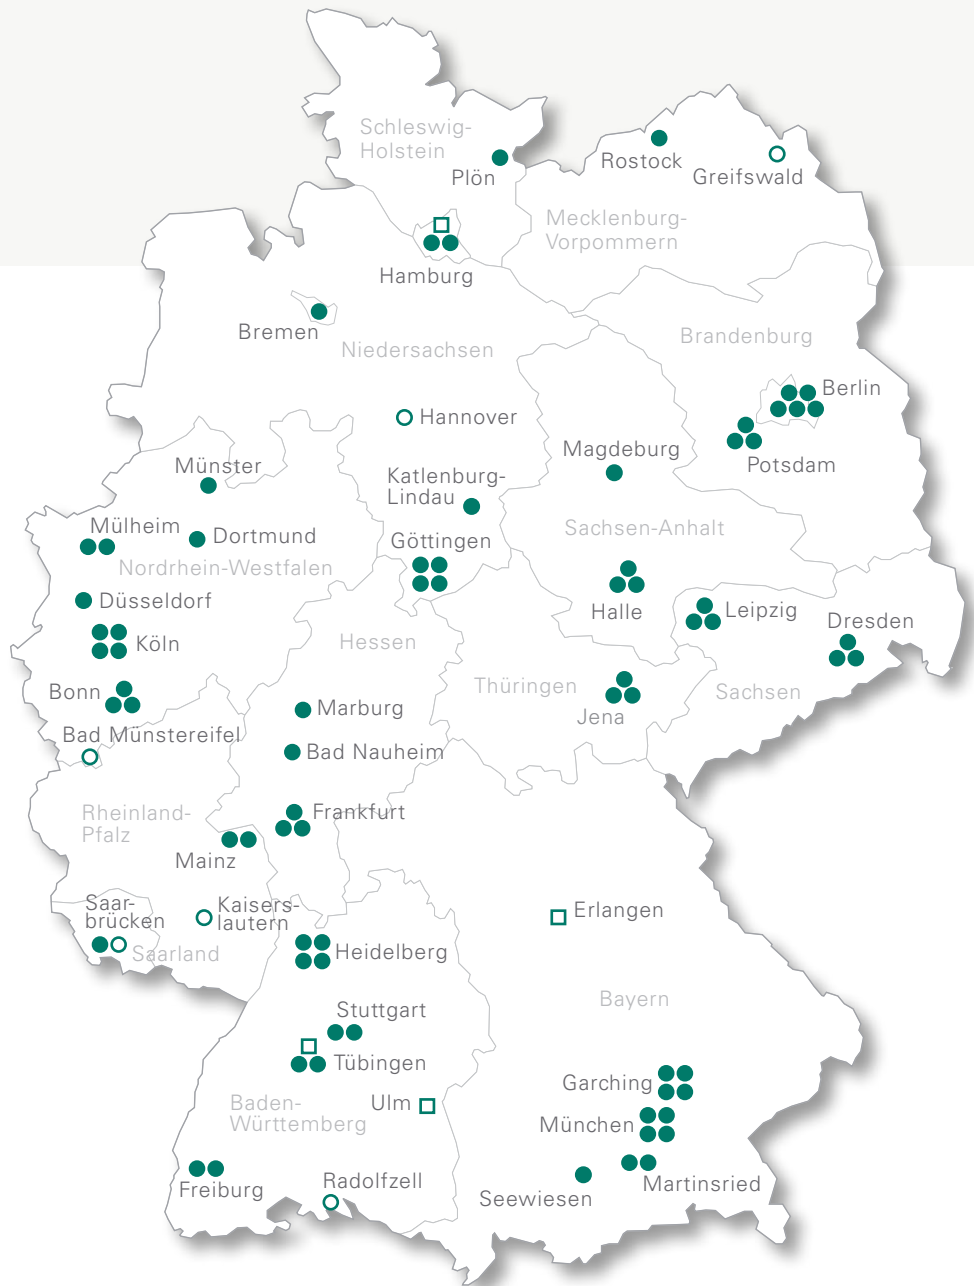 Schleswig-
Holstein
Plön
Rostock
Greifswald
Mecklenburg-
Vorpommern
Hamburg
Bremen
Niedersachsen
Brandenburg
Berlin
Hannover
Potsdam
Magdeburg
Münster
Katlenburg-
Lindau
Mülheim
Dortmund
Göttingen
Sachsen-Anhalt
Nordrhein-Westfalen
Düsseldorf
Halle
Leipzig
Dresden
Köln
Hessen
Bonn
Thüringen
Sachsen
Marburg
Jena
Bad Münstereifel
Bad Nauheim
Rheinland-
Pfalz
Frankfurt
Mainz
Saar-
brücken
Kaisers-
lautern
Erlangen
Saarland
Heidelberg
Bayern
Stuttgart
Tübingen
Garching
Baden-
Württemberg
Ulm
München
Freiburg
Radolfzell
Seewiesen
Martinsried